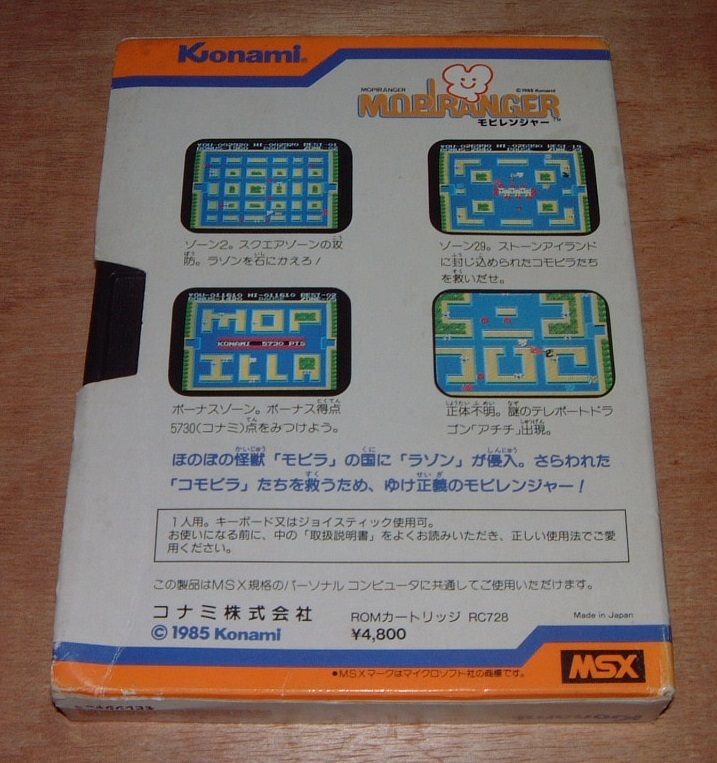 Konami®
MOPIRANGER
© 1985 Konami
MOPIRANGER™
モピレンジャー
ゾーン2。スクエアゾーンの攻
防。ラゾンを石にかえろ!
ゾーン29。ストーンアイランド
に封じ込められたコモピラたち
を救いだせ。
YOU-011610 HI-011610 BEST-02
MOP
KONAMI 5730 PTS
ボーナスゾーン。ボーナス得点
5730(コナミ)点をみつけよう。
正体不明。謎のテレポートドラ
ゴン「アチチ」出現。
ほのぼの怪獣「モピラ」の国に「ラゾン」が侵入。さらわれた
「コモピラ」たちを救うため、ゆけ正義のモピレンジャー!
1人用。キーボード又はジョイスティック使用可。
お使いになる前に、中の「取扱説明書」をよくお読みいただき、正しい使用法でご愛
用ください。
この製品はMSX規格のパーソナル コンピュータに共通してご使用いただけます。
コナミ株式会社
ROMカートリッジ RC728
Made in Japan
© 1985 Konami
¥4,800
●MSXマークはマイクロソフト社の商標です。
MSX